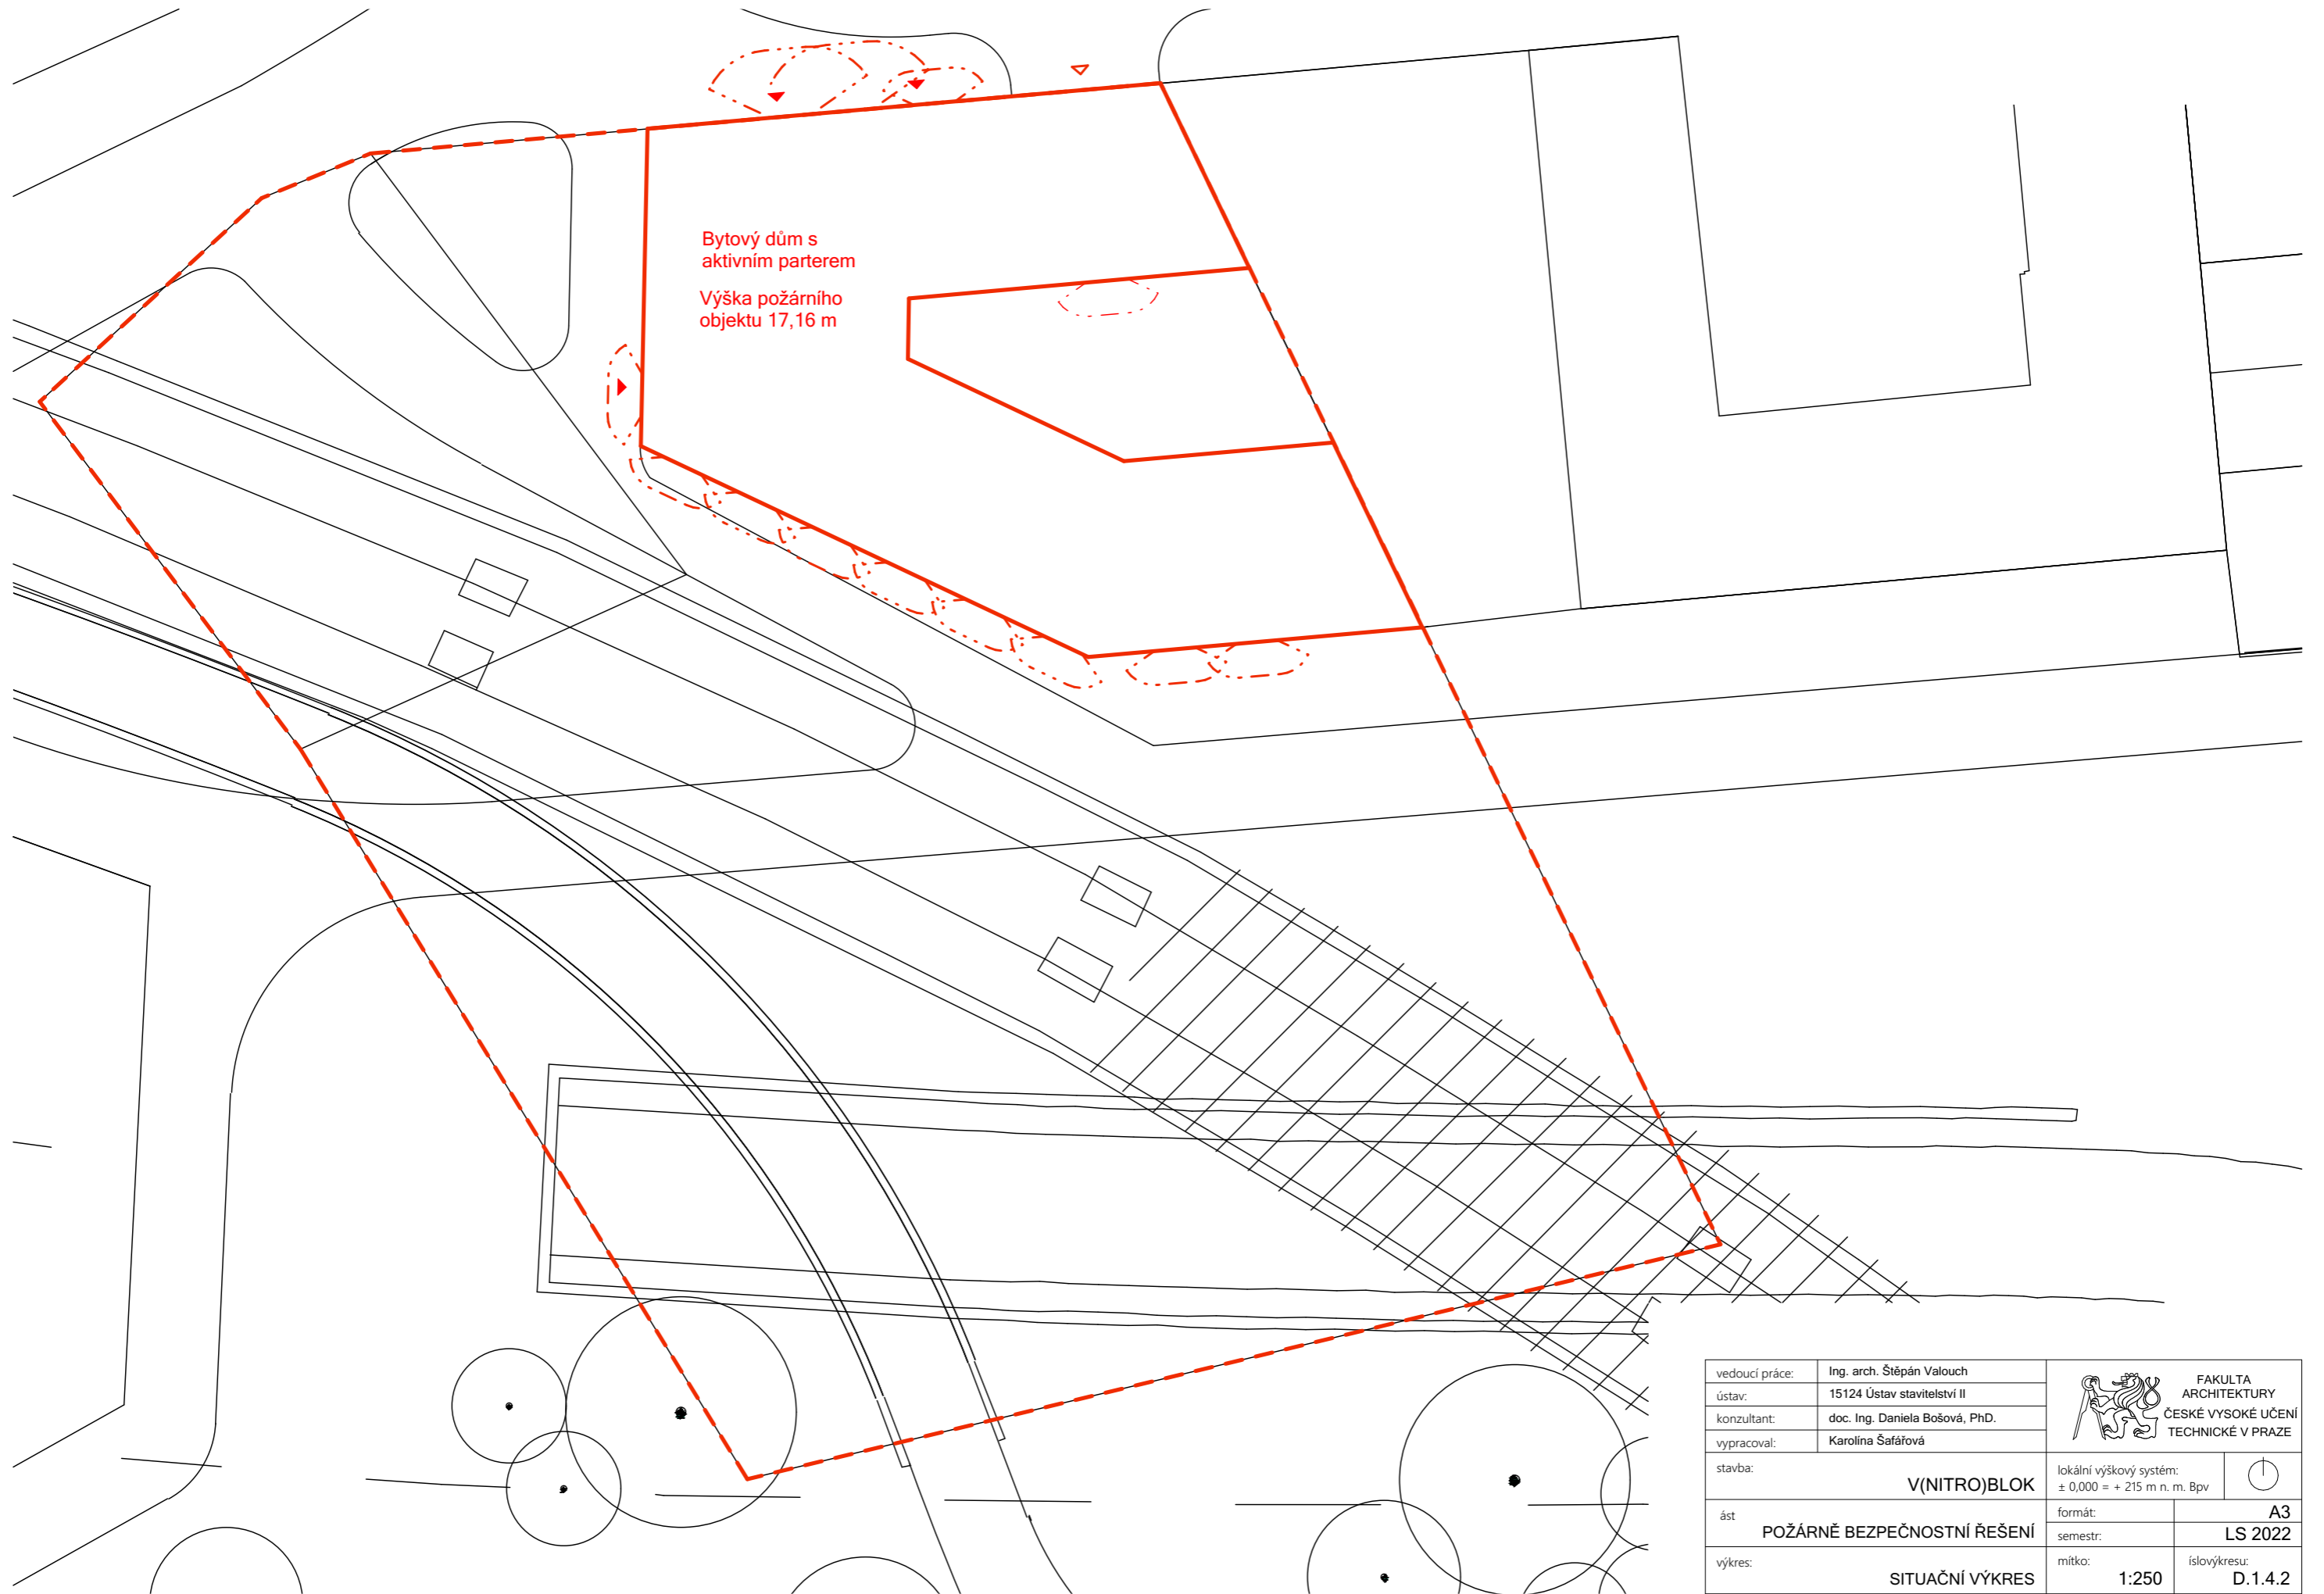 Bytový dům s
aktivním parterem
Výška požárního
objektu 17,16 m
vedoucí práce: Ing. arch. Štěpán Valouch
ústav: 15124 Ústav stavitelství II
konzultant: doc. Ing. Daniela Bošová, PhD.
vypracoval: Karolína Šafářová
FAKULTA
ARCHITEKTURY
ČESKÉ VYSOKÉ UČENÍ
TECHNICKÉ V PRAZE
stavba:
V(NITRO)BLOK
lokální výškový systém:
± 0,000 = + 215 m n. m. Bpv
ást
POŽÁRNĚ BEZPEČNOSTNÍ ŘEŠENÍ
formát: A3
semestr: LS 2022
výkres:
SITUAČNÍ VÝKRES
mítko:
1:250
íslovýkresu:
D.1.4.2